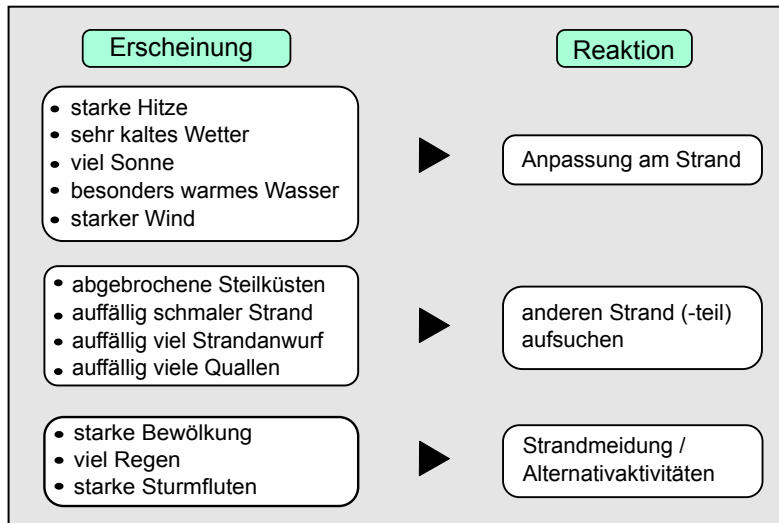 Erscheinung
Reaktion
• starke Hitze
• sehr kaltes Wetter
• viel Sonne
• besonders warmes Wasser
• starker Wind
Anpassung am Strand
• abgebrochene Steilküsten
• auffällig schmaler Strand
• auffällig viel Strandanwurf
• auffällig viele Quallen
anderen Strand (-teil)
aufsuchen
• starke Bewölkung
• viel Regen
• starke Sturmfluten
Strandmeidung /
Alternativaktivitäten